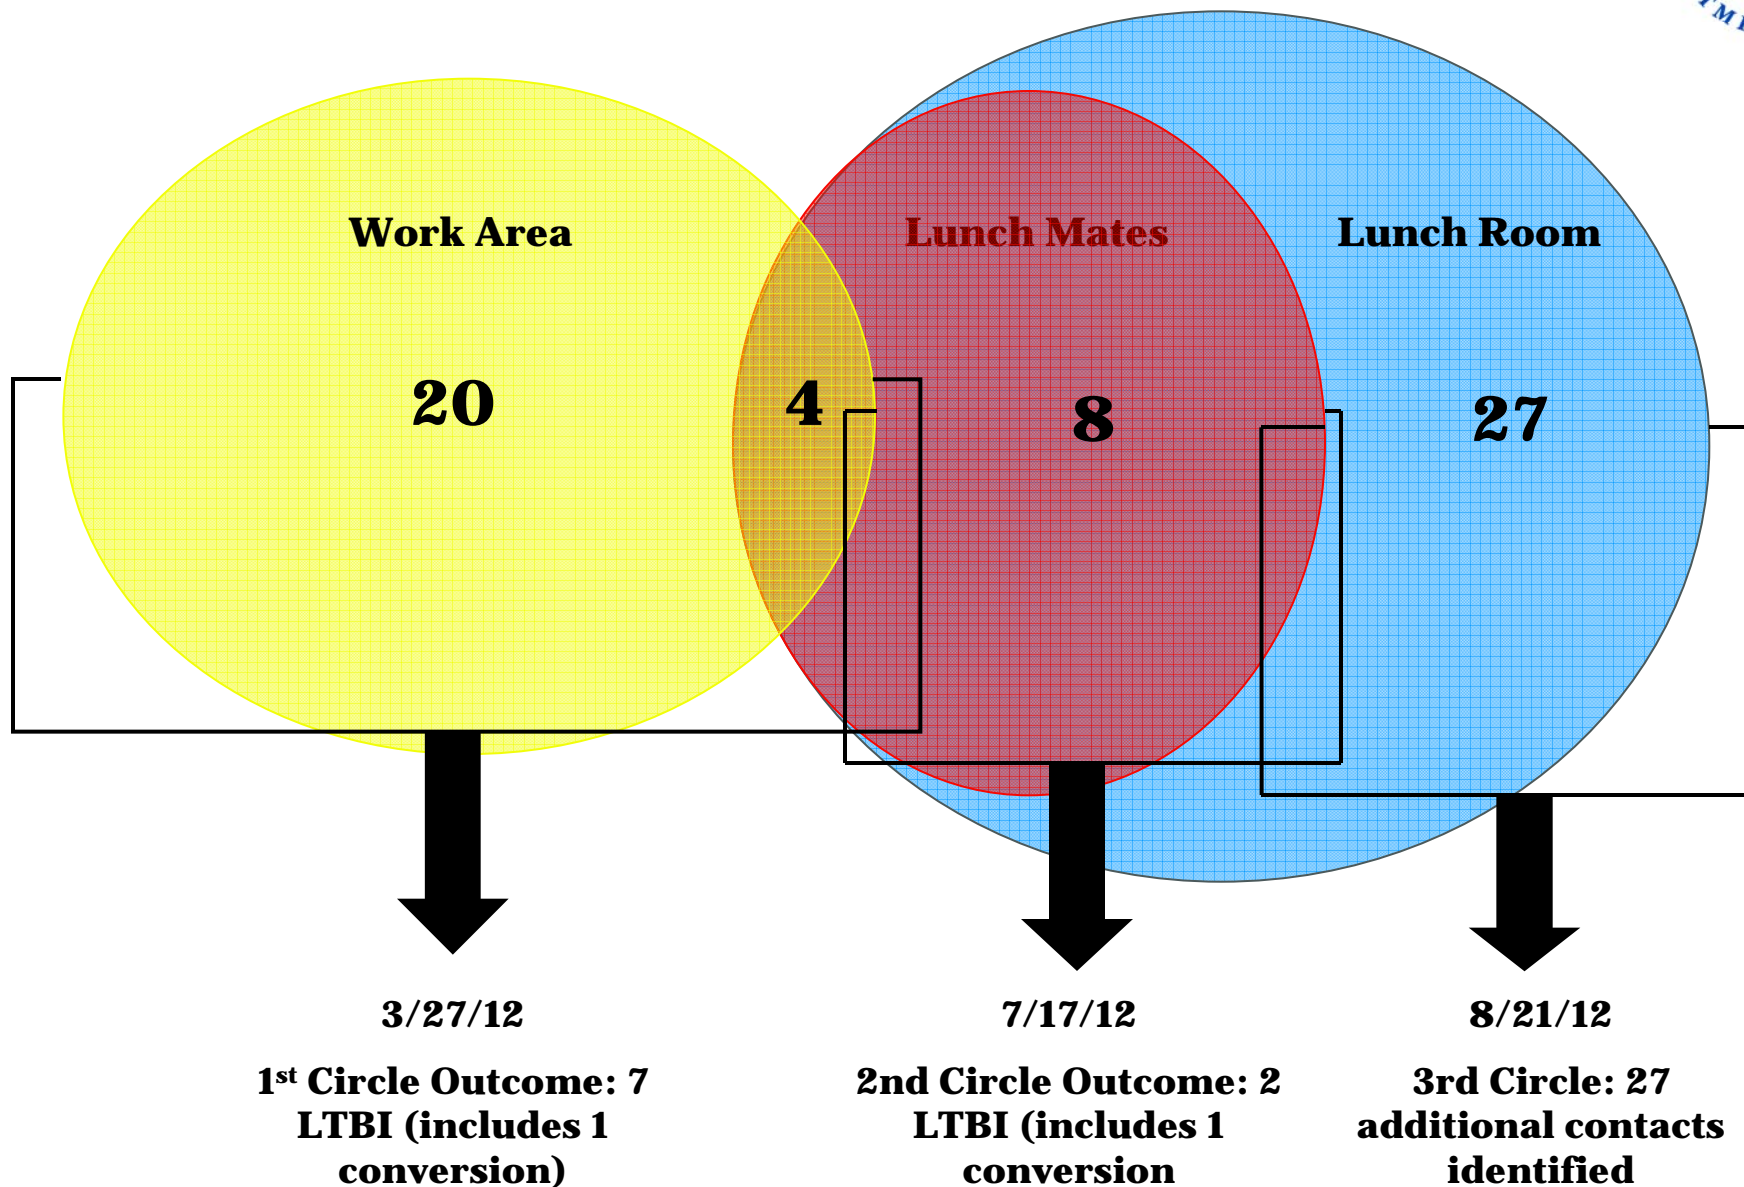 Work Area
Lunch Mates
Lunch Room
20
4
8
27
3/27/12
1st Circle Outcome: 7
LTBI (includes 1
conversion)
7/17/12
2nd Circle Outcome: 2
LTBI (includes 1
conversion
8/21/12
3rd Circle: 27
additional contacts
identified